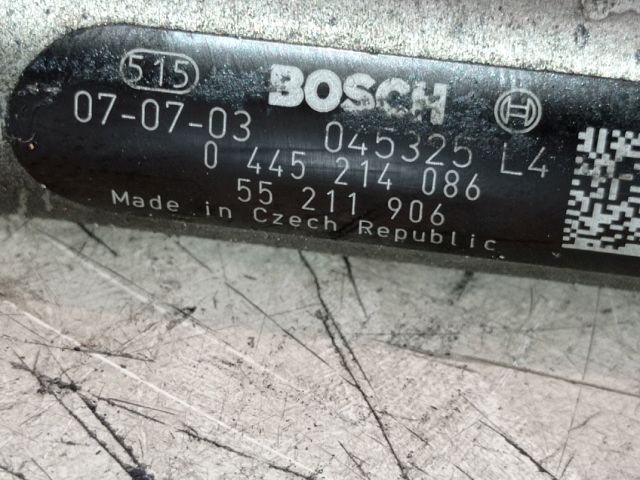 515 BOSCH
07-07-03 045325 L4
0 445 214 086
55 211 906
Made in Czech Republic